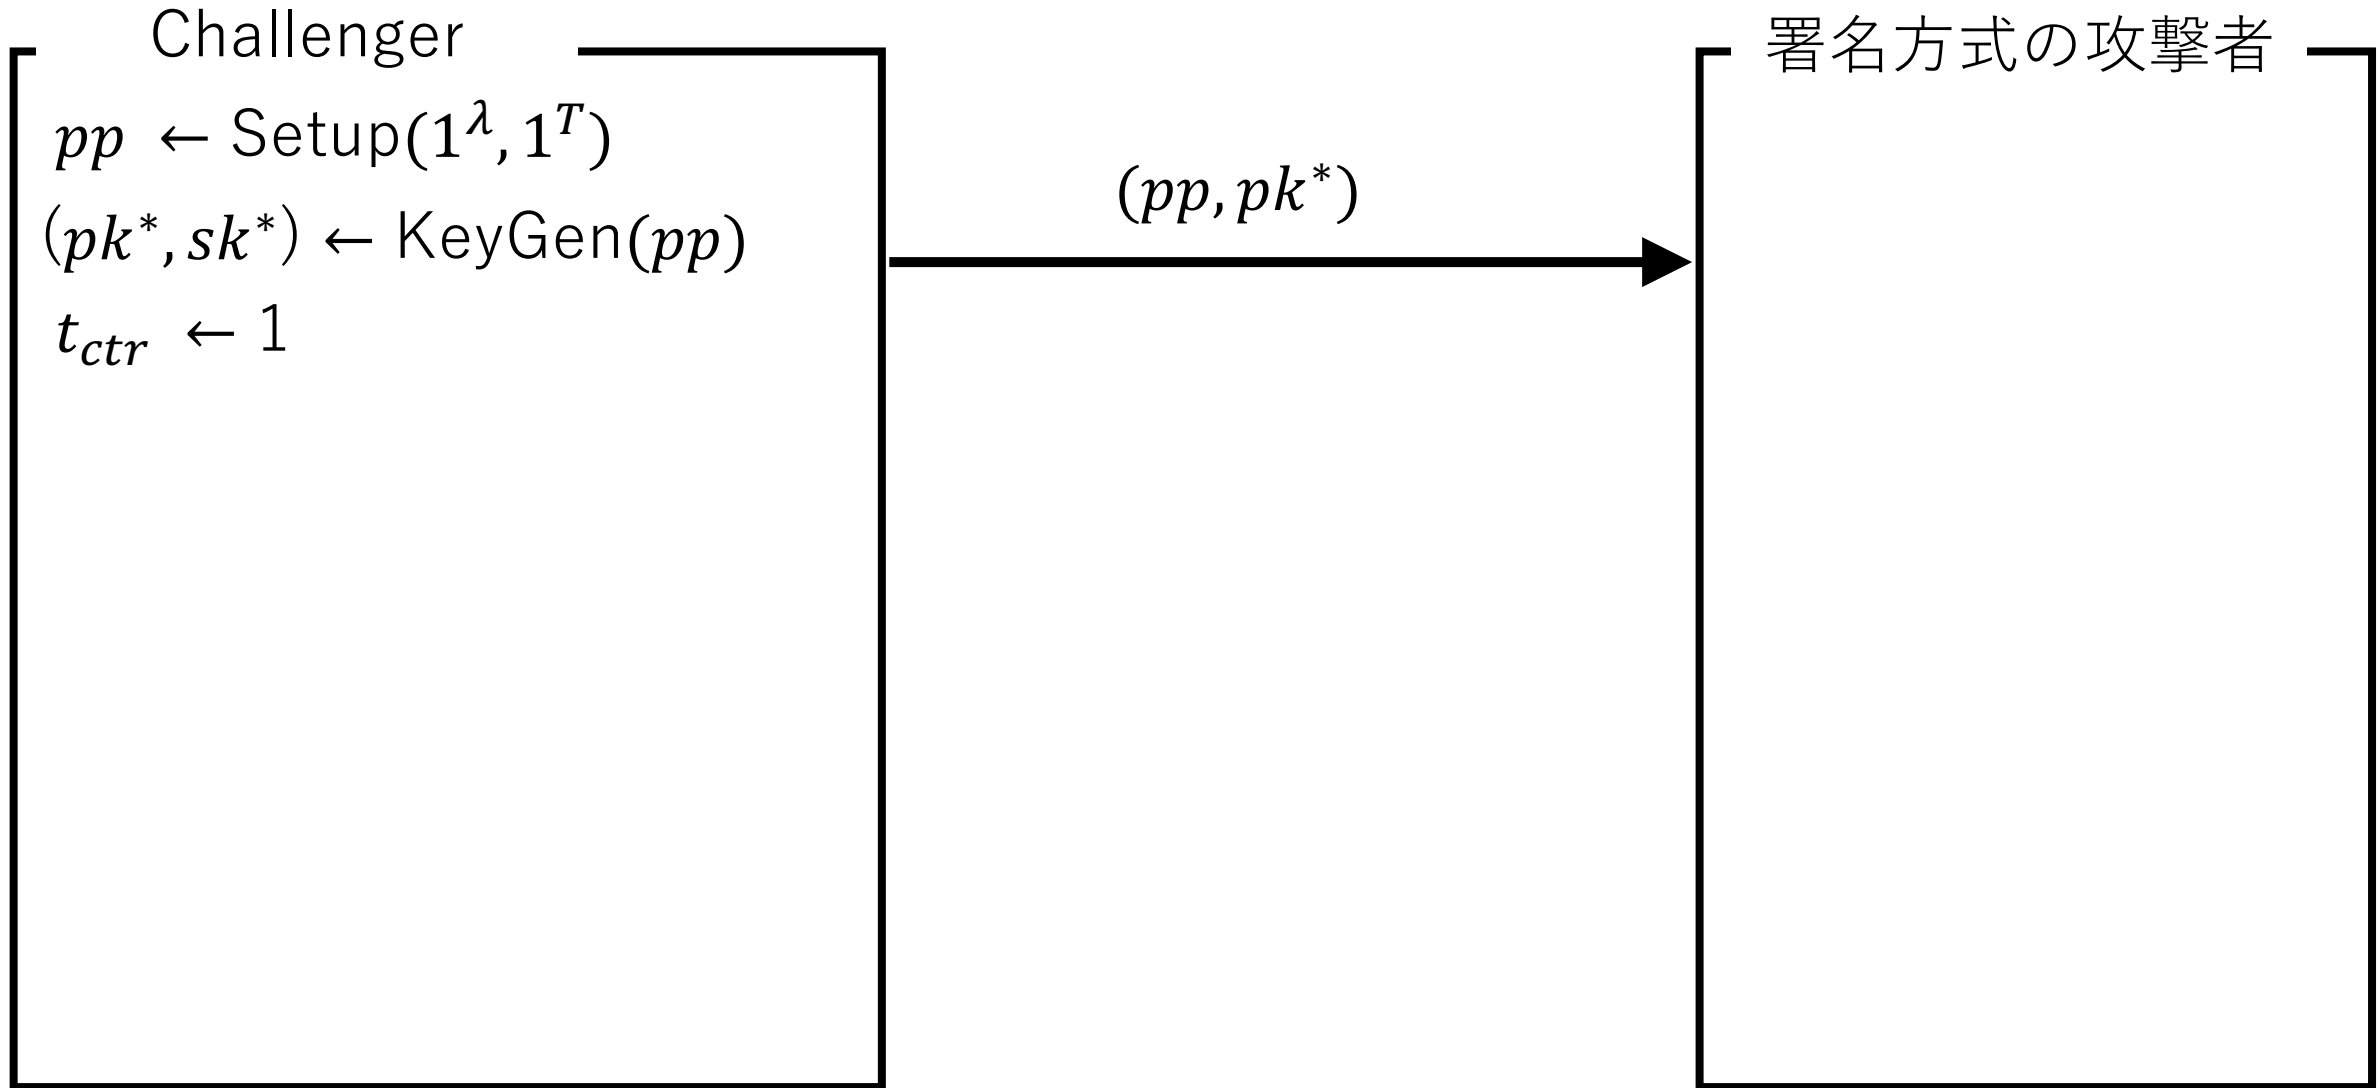 Challenger
署名方式の攻撃者
pp ← Setup(1^λ, 1^T)
(pk*, sk*) ← KeyGen(pp)
t_ctr ← 1
(pp, pk*)